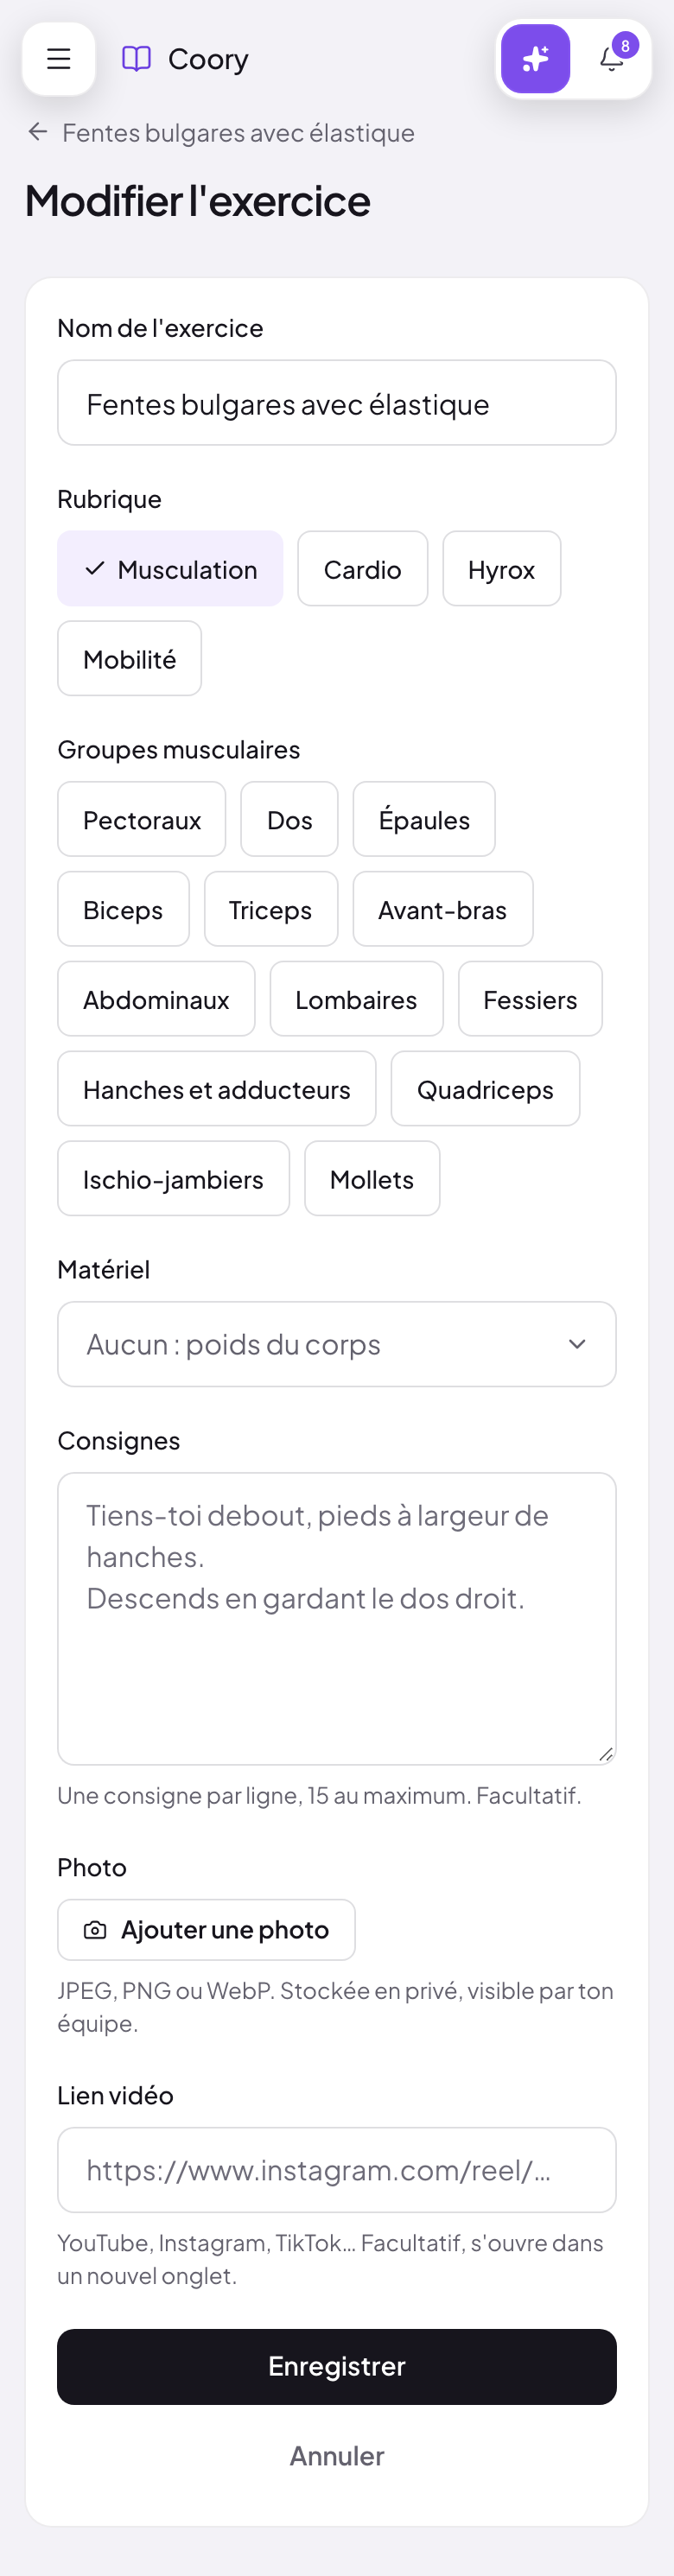 Coory
8
Fentes bulgares avec élastique
Modifier l'exercice
Nom de l'exercice
Fentes bulgares avec élastique
Rubrique
Musculation
Cardio
Hyrox
Mobilité
Groupes musculaires
Pectoraux
Dos
Épaules
Biceps
Triceps
Avant-bras
Abdominaux
Lombaires
Fessiers
Hanches et adducteurs
Quadriceps
Ischio-jambiers
Mollets
Matériel
Aucun : poids du corps
Consignes
Tiens-toi debout, pieds à largeur de
hanches.
Descends en gardant le dos droit.
Une consigne par ligne, 15 au maximum. Facultatif.
Photo
Ajouter une photo
JPEG, PNG ou WebP. Stockée en privé, visible par ton
équipe.
Lien vidéo
https://www.instagram.com/reel/…
YouTube, Instagram, TikTok… Facultatif, s'ouvre dans
un nouvel onglet.
Enregistrer
Annuler